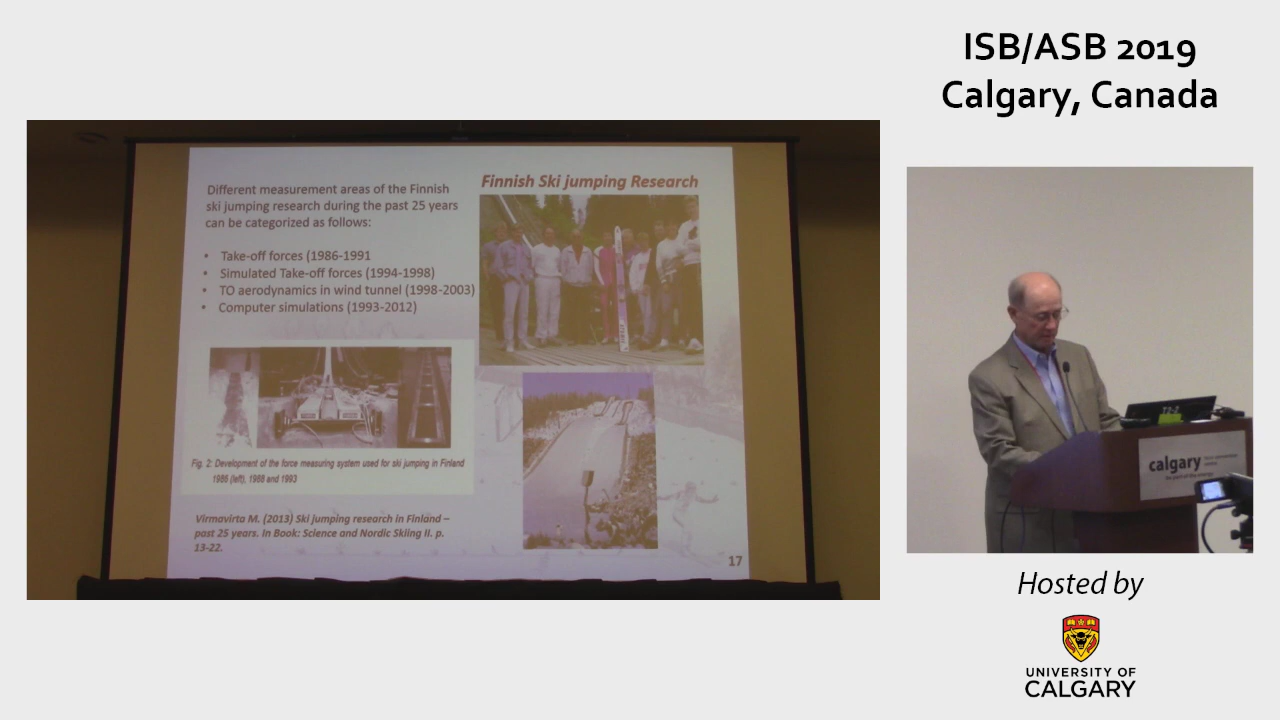 ISB/ASB 2019
Calgary, Canada
Different measurement areas of the Finnish
ski jumping research during the past 25 years
can be categorized as follows:
• Take-off forces (1986-1991
• Simulated Take-off forces (1994-1998)
• TO aerodynamics in wind tunnel (1998-2003)
• Computer simulations (1993-2012)
Finnish Ski jumping Research
Fig. 2: Development of the force measuring system used for ski jumping in Finland
1986 (left), 1988 and 1993
Virmavirta M. (2013) Ski jumping research in Finland –
past 25 years. In Book: Science and Nordic Skiing II. p.
13-22.
17
calgary
be part of the energy
Hosted by
UNIVERSITY OF
CALGARY